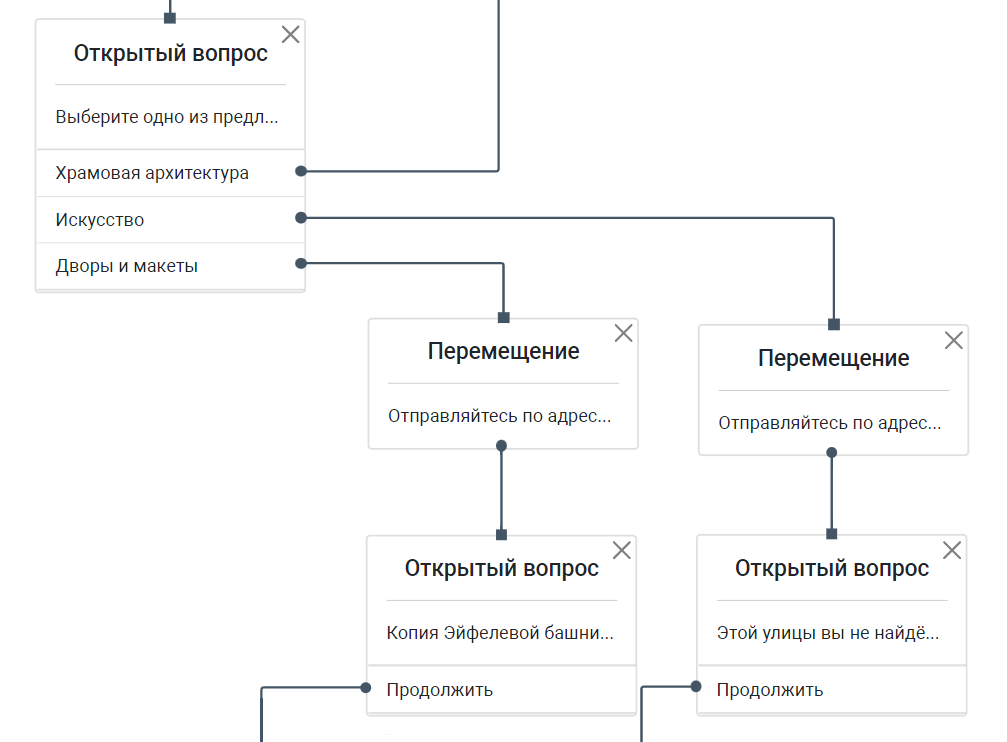 Открытый вопрос
Выберите одно из предл...
Храмовая архитектура
Искусство
Дворы и макеты
Перемещение
Отправляйтесь по адрес...
Перемещение
Отправляйтесь по адрес...
Открытый вопрос
Копия Эйфелевой башни...
Продолжить
Открытый вопрос
Этой улицы вы не найдё...
Продолжить